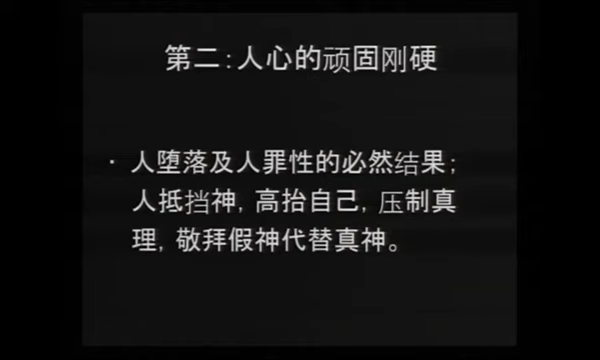 第二:人心的顽固刚硬
· 人堕落及人罪性的必然结果;
人抵挡神, 高抬自己, 压制真
理, 敬拜假神代替真神。